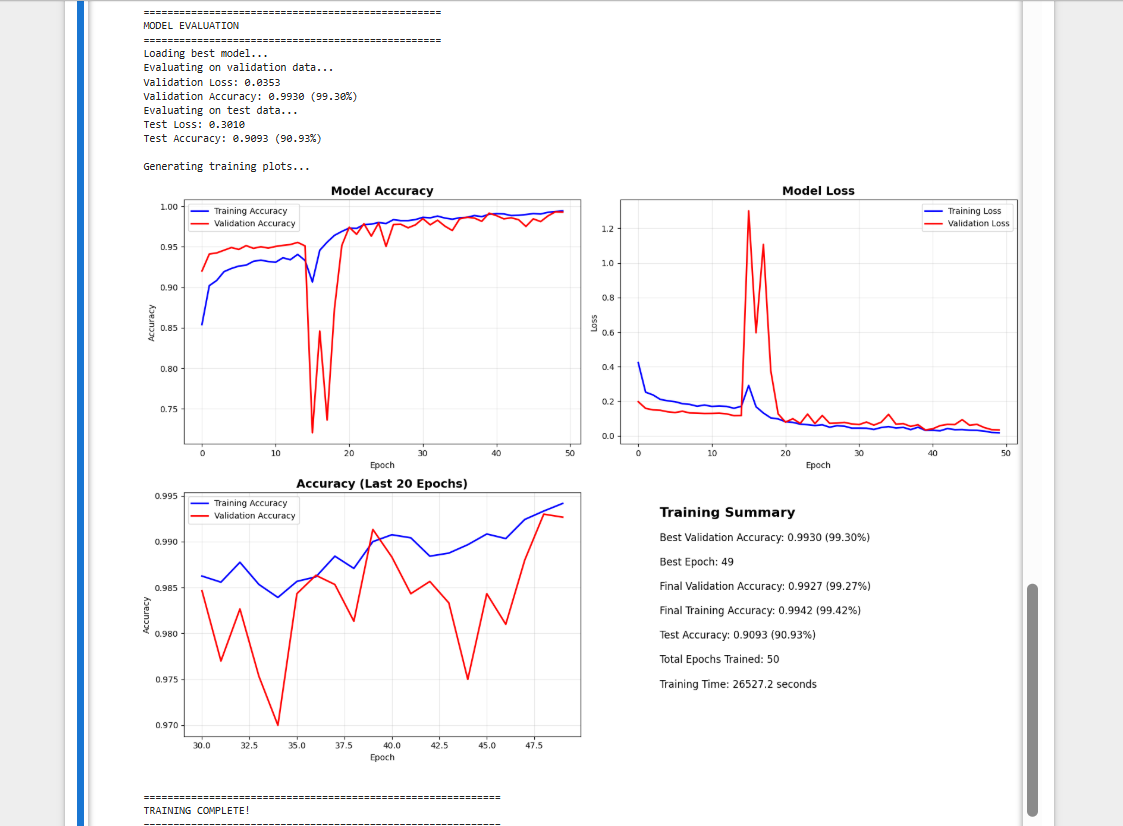 ==================================================
MODEL EVALUATION
==================================================
Loading best model...
Evaluating on validation data...
Validation Loss: 0.0353
Validation Accuracy: 0.9930 (99.30%)
Evaluating on test data...
Test Loss: 0.3010
Test Accuracy: 0.9093 (90.93%)
Generating training plots...
Model Accuracy
Training Accuracy
Validation Accuracy
1.00
0.95
0.90
0.85
0.80
0.75
Accuracy
0 10 20 30 40 50
Epoch
Model Loss
Training Loss
Validation Loss
1.2
1.0
0.8
0.6
0.4
0.2
0.0
Loss
0 10 20 30 40 50
Epoch
Accuracy (Last 20 Epochs)
Training Accuracy
Validation Accuracy
0.995
0.990
0.985
0.980
0.975
0.970
Accuracy
30.0 32.5 35.0 37.5 40.0 42.5 45.0 47.5
Epoch
Training Summary
Best Validation Accuracy: 0.9930 (99.30%)
Best Epoch: 49
Final Validation Accuracy: 0.9927 (99.27%)
Final Training Accuracy: 0.9942 (99.42%)
Test Accuracy: 0.9093 (90.93%)
Total Epochs Trained: 50
Training Time: 26527.2 seconds
============================================================
TRAINING COMPLETE!
============================================================